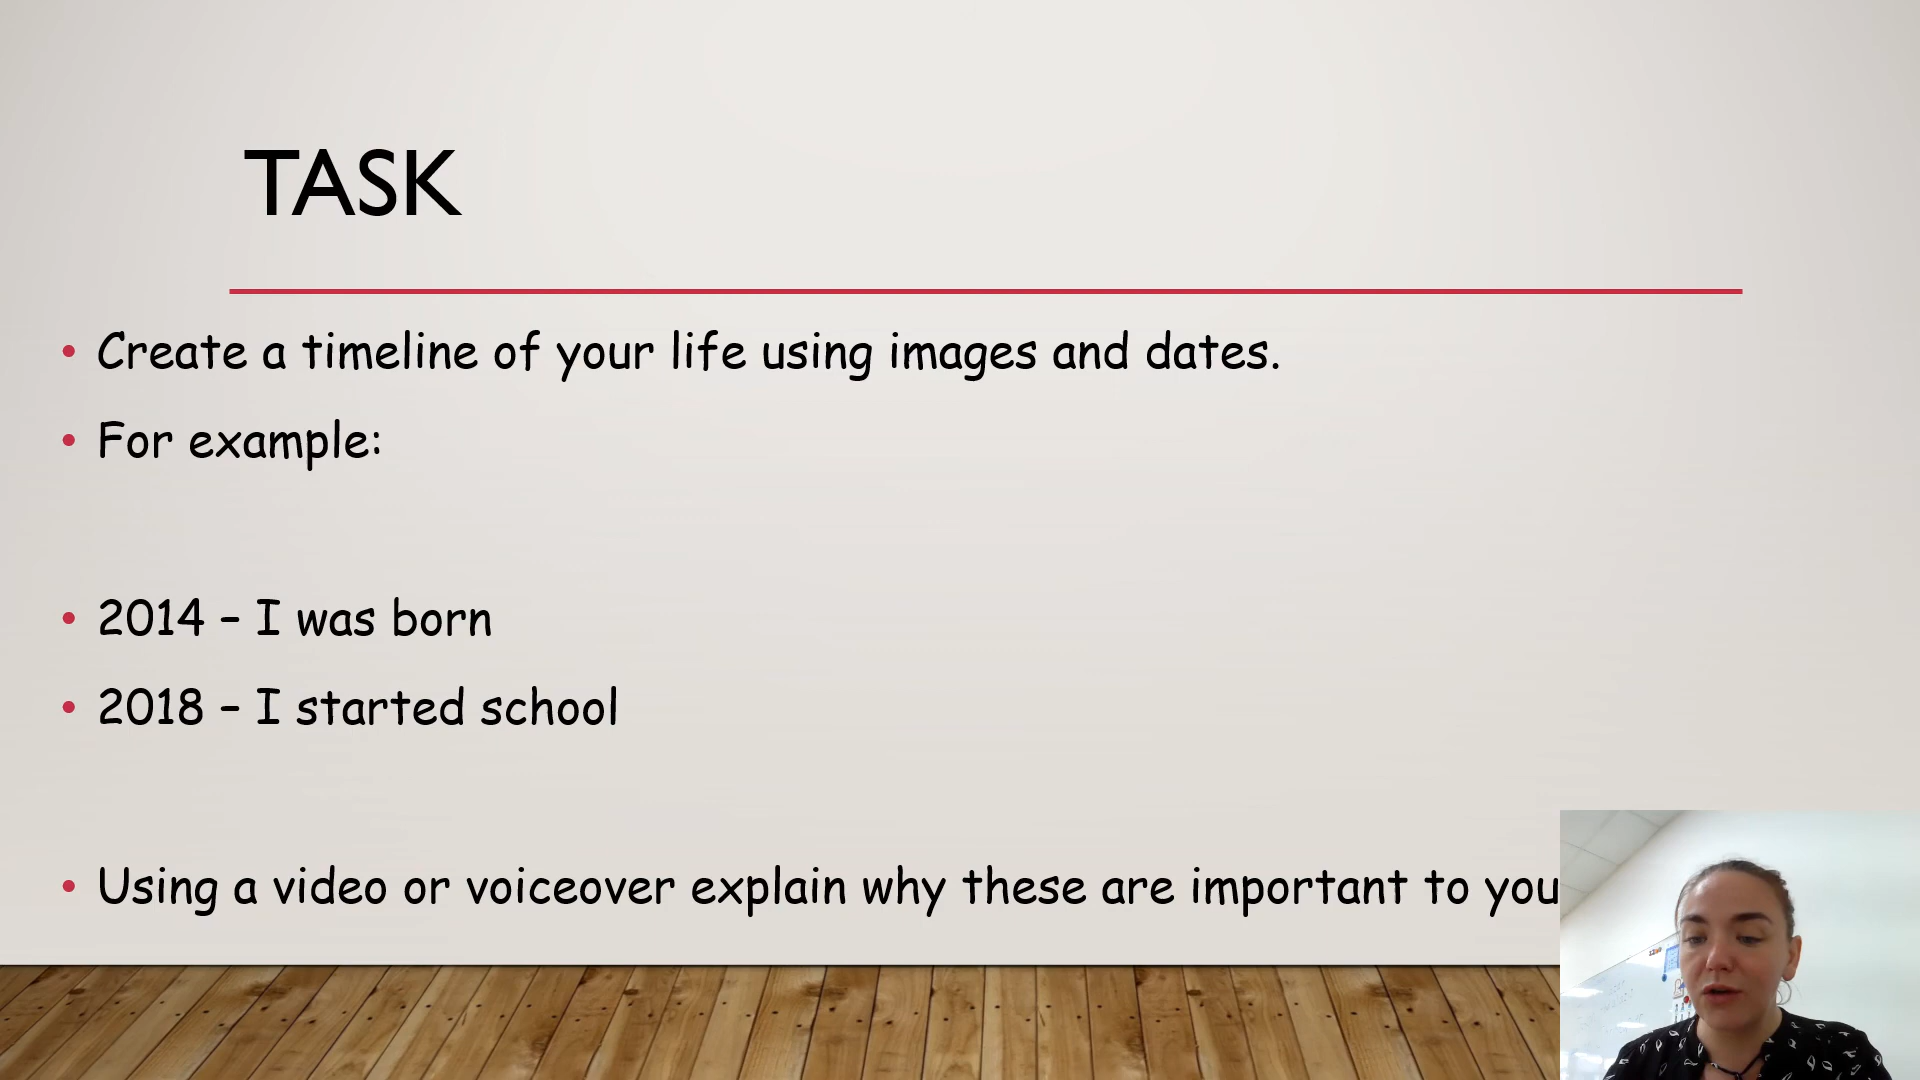 TASK
• Create a timeline of your life using images and dates.
• For example:
• 2014 – I was born
• 2018 – I started school
• Using a video or voiceover explain why these are important to you